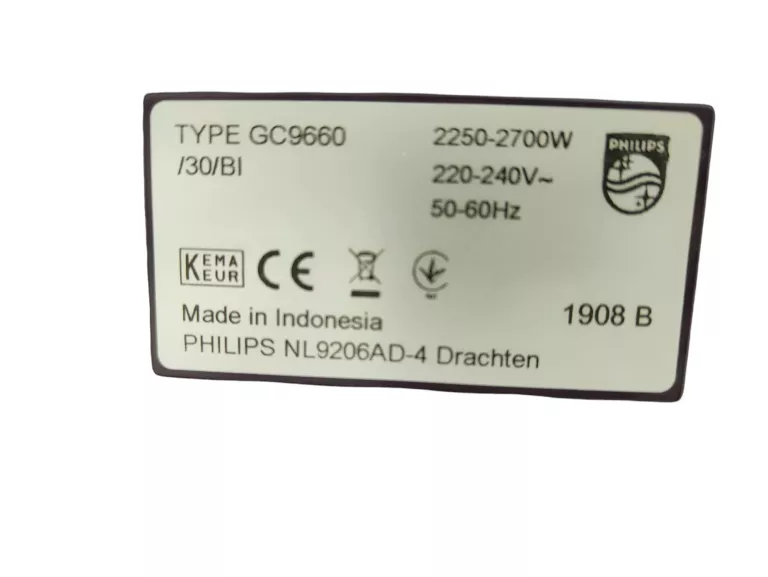 TYPE GC9660
/30/BI
2250-2700W
220-240V~
50-60Hz
PHILIPS
KEMA
KEUR
CE
Made in Indonesia
1908 B
PHILIPS NL9206AD-4 Drachten